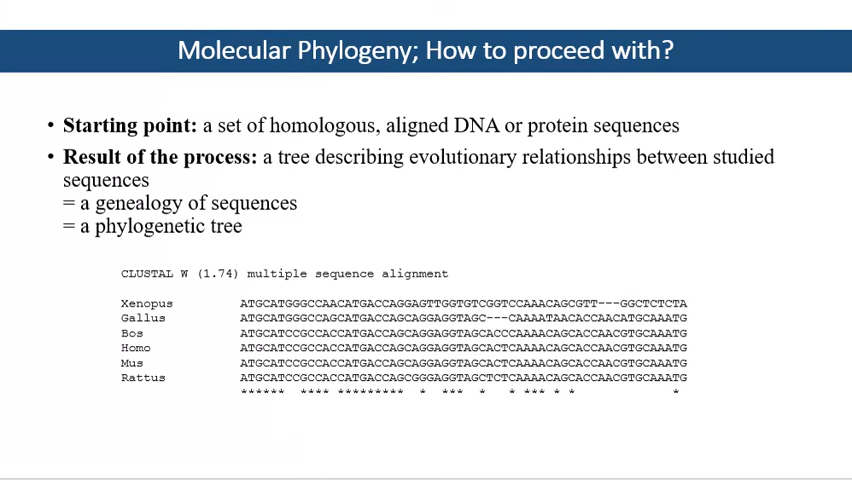 Molecular Phylogeny; How to proceed with?
• Starting point: a set of homologous, aligned DNA or protein sequences
• Result of the process: a tree describing evolutionary relationships between studied
sequences
= a genealogy of sequences
= a phylogenetic tree
CLUSTAL W (1.74) multiple sequence alignment
Xenopus ATGCATGGGCCAACATGACCAGGAGTTGGTGTCGGTCCAAACAGCGTT---GGCTCTCTA
Gallus ATGCATGGGCCAGCATGACCAGCAGGAGGTAGC---CAAAATAACACCAACATGCAAATG
Bos ATGCATCCGCCACCATGACCAGCAGGAGGTAGCACCCAAAACAGCACCAACGTGCAAATG
Homo ATGCATCCGCCACCATGACCAGCAGGAGGTAGCACTCAAAACAGCACCAACGTGCAAATG
Mus ATGCATCCGCCACCATGACCAGCAGGAGGTAGCACTCAAAACAGCACCAACGTGCAAATG
Rattus ATGCATCCGCCACCATGACCAGCGGGAGGTAGCTCTCAAAACAGCACCAACGTGCAAATG
****** **** ********* * *** * * *** * * *